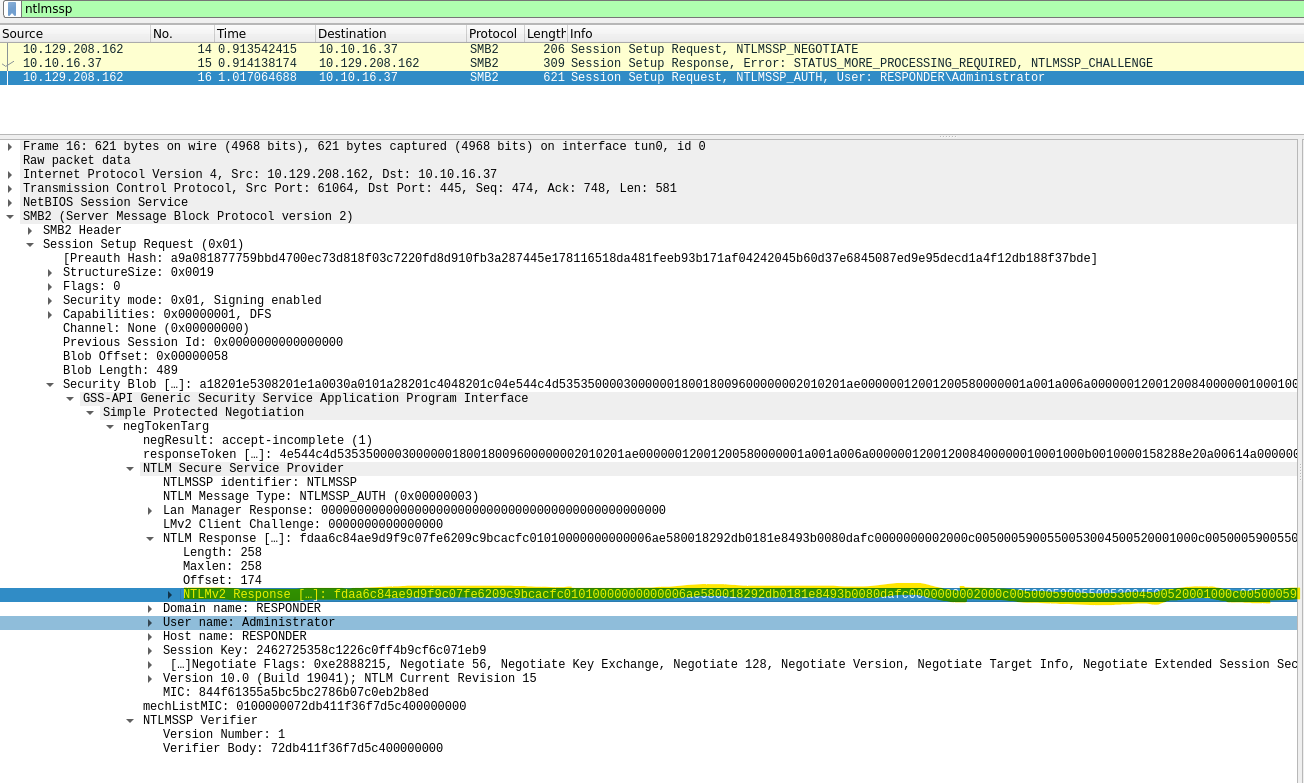 ntlmssp
Source No. Time Destination Protocol Length Info
10.129.208.162 14 0.913542415 10.10.16.37 SMB2 206 Session Setup Request, NTLMSSP_NEGOTIATE
10.10.16.37 15 0.914138174 10.129.208.162 SMB2 309 Session Setup Response, Error: STATUS_MORE_PROCESSING_REQUIRED, NTLMSSP_CHALLENGE
10.129.208.162 16 1.017064688 10.10.16.37 SMB2 621 Session Setup Request, NTLMSSP_AUTH, User: RESPONDER\Administrator
Frame 16: 621 bytes on wire (4968 bits), 621 bytes captured (4968 bits) on interface tun0, id 0
Raw packet data
Internet Protocol Version 4, Src: 10.129.208.162, Dst: 10.10.16.37
Transmission Control Protocol, Src Port: 61064, Dst Port: 445, Seq: 474, Ack: 748, Len: 581
NetBIOS Session Service
SMB2 (Server Message Block Protocol version 2)
SMB2 Header
Session Setup Request (0x01)
[Preauth Hash: a9a081877759bbd4700ec73d818f03c7220fd8d910fb3a287445e178116518da481feeb93b171af04242045b60d37e6845087ed9e95decd1a4f12db188f37bde]
StructureSize: 0x0019
Flags: 0
Security mode: 0x01, Signing enabled
Capabilities: 0x00000001, DFS
Channel: None (0x00000000)
Previous Session Id: 0x0000000000000000
Blob Offset: 0x00000058
Blob Length: 489
Security Blob […]: a18201e5308201e1a0030a0101a28201c4048201c04e544c4d5353500003000000180018009600000002010201ae00000012001200580000001a001a006a000000120012008400000010001000
GSS-API Generic Security Service Application Program Interface
Simple Protected Negotiation
negTokenTarg
negResult: accept-incomplete (1)
responseToken […]: 4e544c4d5353500003000000180018009600000002010201ae00000012001200580000001a001a006a000000120012008400000010001000b0010000158288e20a00614a000000
NTLM Secure Service Provider
NTLMSSP identifier: NTLMSSP
NTLM Message Type: NTLMSSP_AUTH (0x00000003)
Lan Manager Response: 000000000000000000000000000000000000000000000000
LMv2 Client Challenge: 0000000000000000
NTLM Response […]: fdaa6c84ae9d9f9c07fe6209c9bcacfc01010000000000006ae580018292db0181e8493b0080dafc0000000002000c005000590055005300450052000​1000c0050005900550
Length: 258
Maxlen: 258
Offset: 174
NTLMv2 Response […]: fdaa6c84ae9d9f9c07fe6209c9bcacfc01010000000000006ae580018292db0181e8493b0080dafc0000000002000c0050005900550053004500520001000c00500059
Domain name: RESPONDER
User name: Administrator
Host name: RESPONDER
Session Key: 2462725358c1226c0ff4b9cf6c071eb9
[…]Negotiate Flags: 0xe2888215, Negotiate 56, Negotiate Key Exchange, Negotiate 128, Negotiate Version, Negotiate Target Info, Negotiate Extended Session Sec
Version 10.0 (Build 19041); NTLM Current Revision 15
MIC: 844f61355a5bc5bc2786b07c0eb2b8ed
mechListMIC: 0100000072db411f36f7d5c400000000
NTLMSSP Verifier
Version Number: 1
Verifier Body: 72db411f36f7d5c400000000